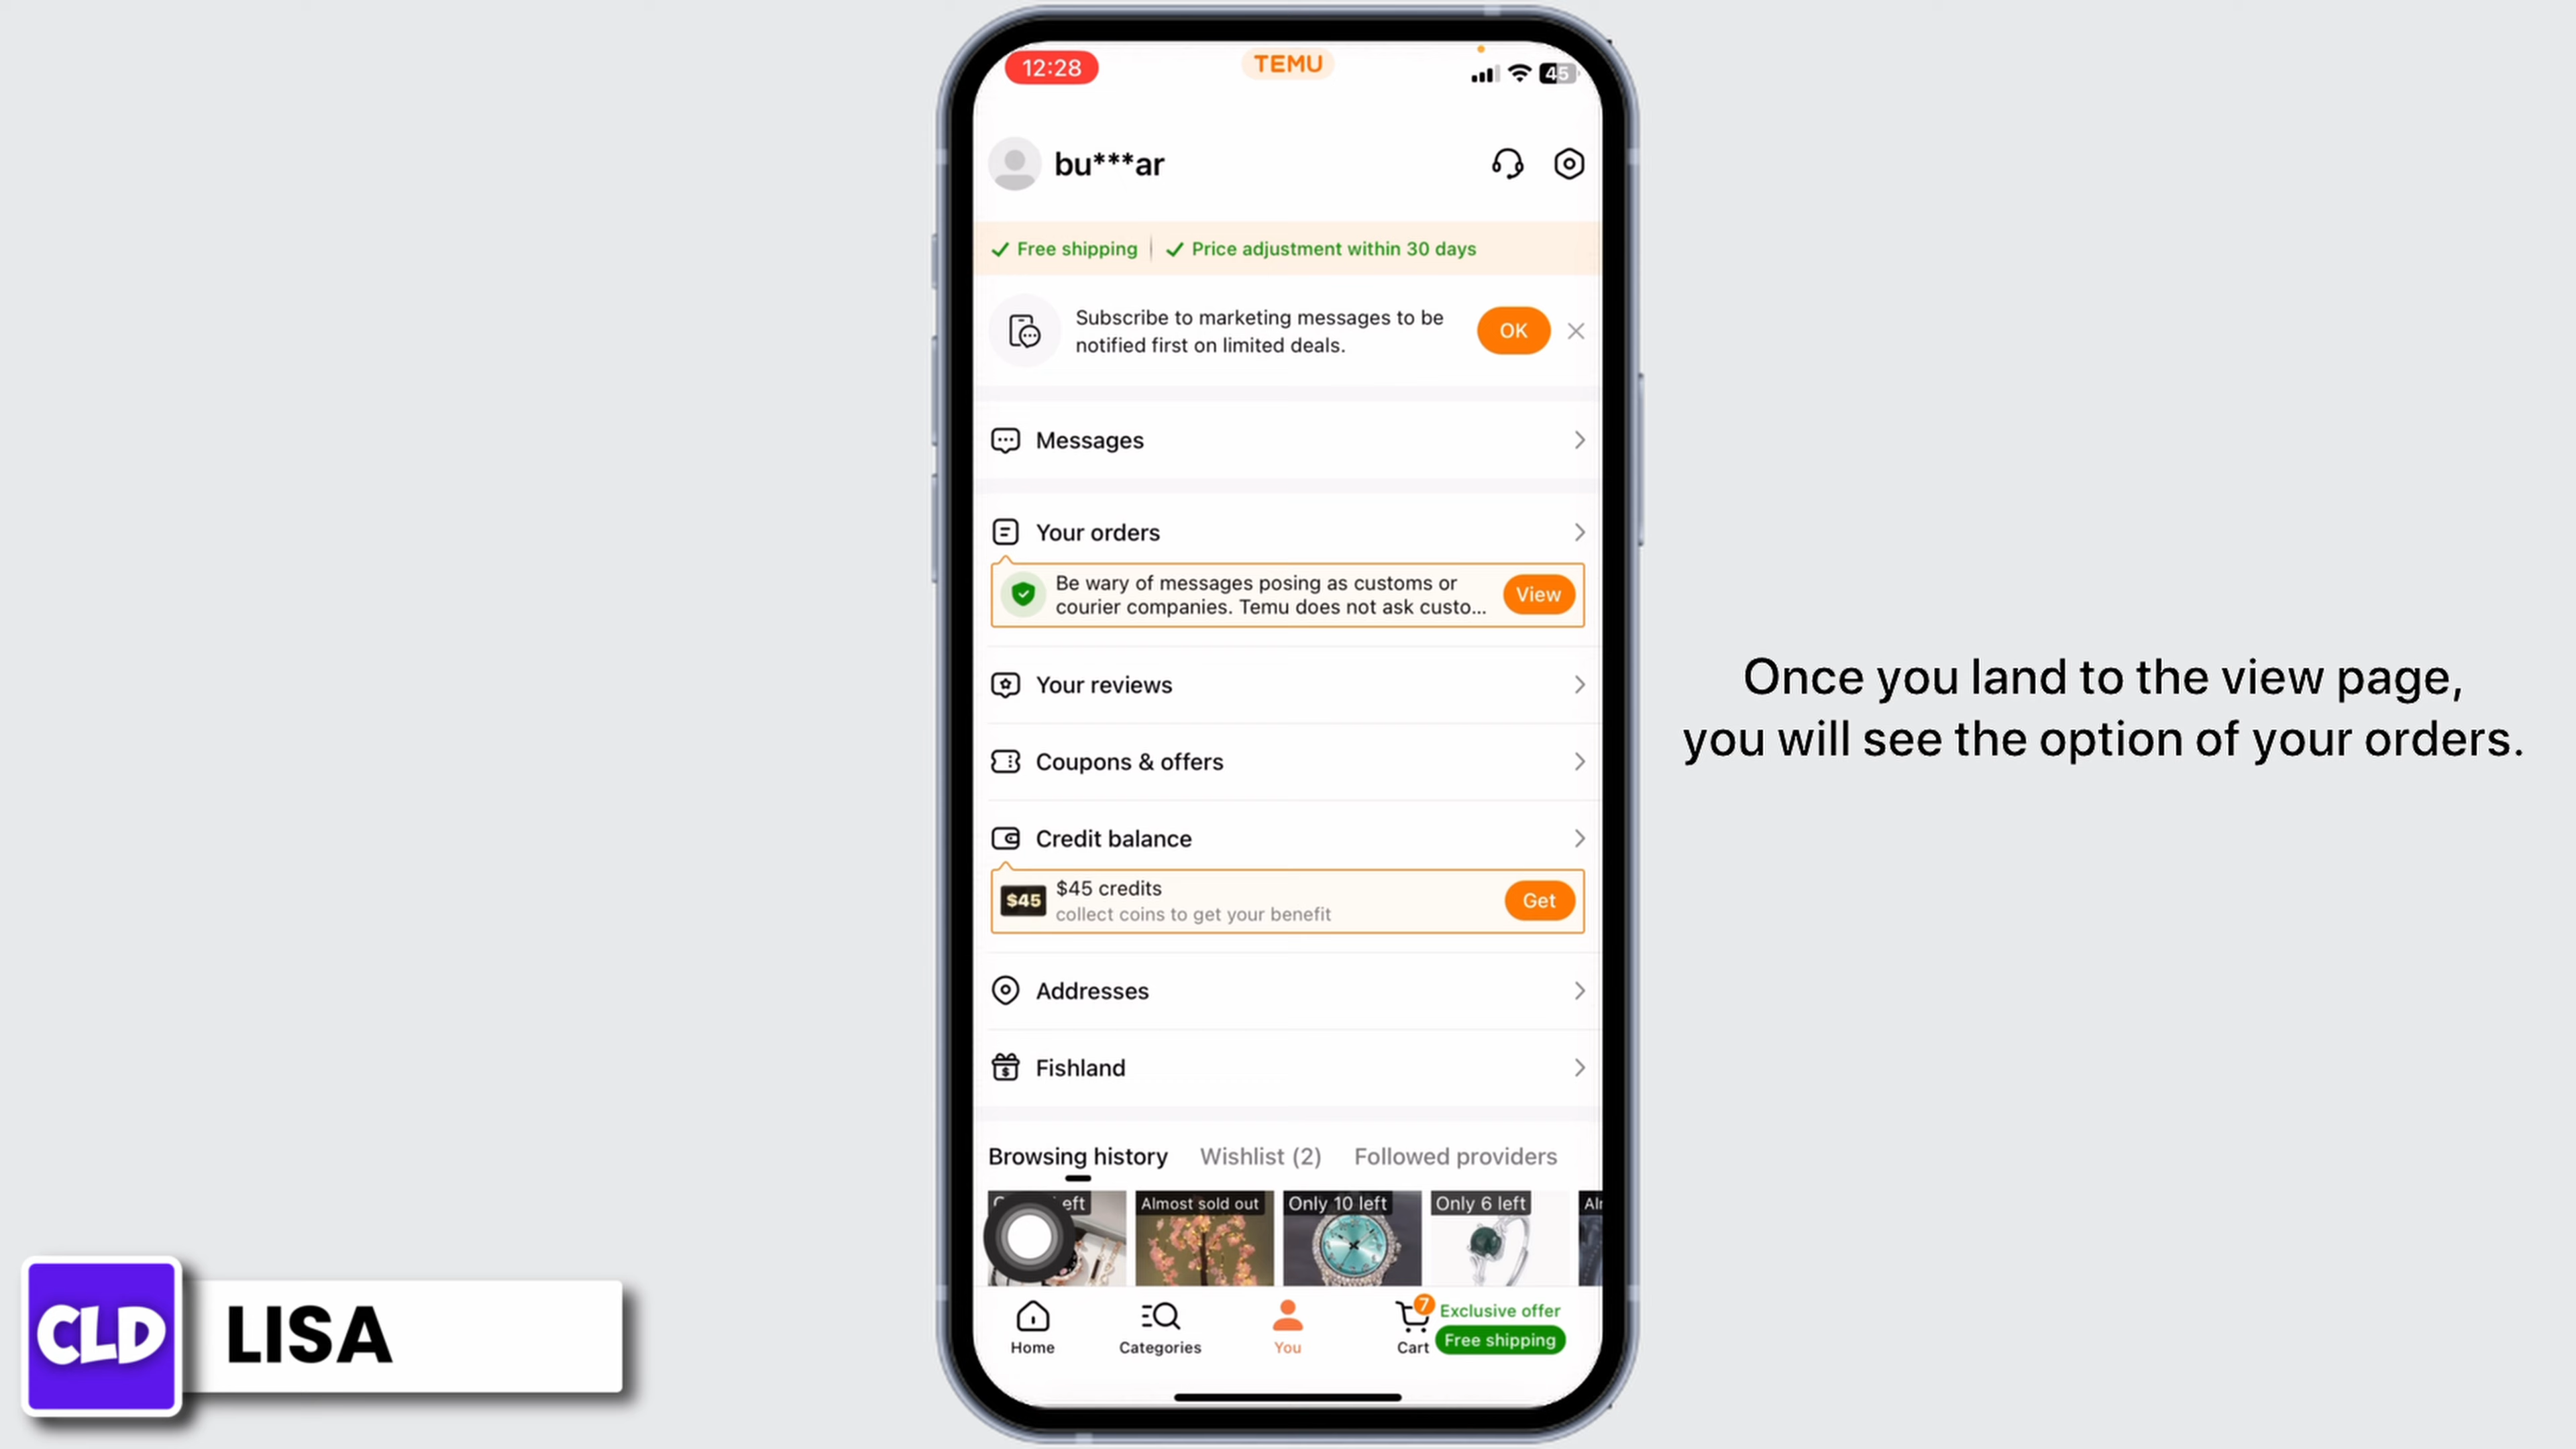 12:28
TEMU
45
bu***ar
Free shipping
Price adjustment within 30 days
Subscribe to marketing messages to be
notified first on limited deals.
OK
Messages
Your orders
Be wary of messages posing as customs or
courier companies. Temu does not ask custo...
View
Your reviews
Coupons & offers
Credit balance
$45
$45 credits
collect coins to get your benefit
Get
Addresses
Fishland
Browsing history
Wishlist (2)
Followed providers
left
Almost sold out
Only 10 left
Only 6 left
Home
Categories
You
7
Cart
Exclusive offer
Free shipping
Once you land to the view page,
you will see the option of your orders.
CLD
LISA